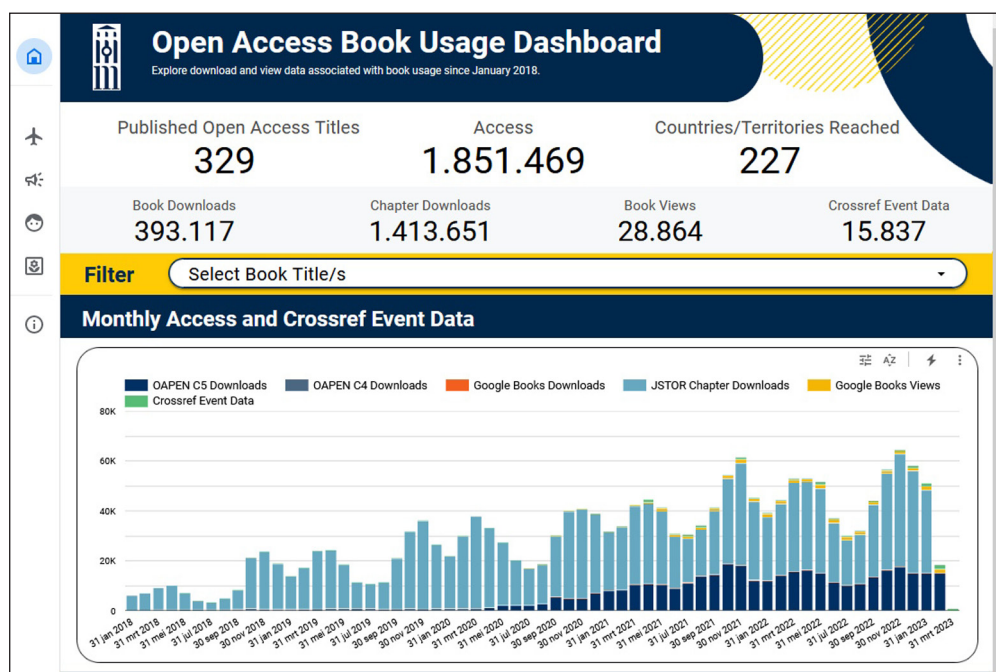 Open Access Book Usage Dashboard
Explore download and view data associated with book usage since January 2018.
Published Open Access Titles
Access
Countries/Territories Reached
329
1.851.469
227
Book Downloads
Chapter Downloads
Book Views
Crossref Event Data
393.117
1.413.651
28.864
15.837
Filter
Select Book Title/s
Monthly Access and Crossref Event Data
OAPEN C5 Downloads
OAPEN C4 Downloads
Google Books Downloads
JSTOR Chapter Downloads
Google Books Views
Crossref Event Data
80K
60K
40K
20K
0
31 jan 2018
31 mrt 2018
31 mei 2018
31 jul 2018
30 sep 2018
30 nov 2018
31 jan 2019
31 mrt 2019
31 mei 2019
31 jul 2019
30 sep 2019
30 nov 2019
31 jan 2020
31 mrt 2020
31 mei 2020
31 jul 2020
30 sep 2020
30 nov 2020
31 jan 2021
31 mrt 2021
31 mei 2021
31 jul 2021
30 sep 2021
30 nov 2021
31 jan 2022
31 mrt 2022
31 mei 2022
31 jul 2022
30 sep 2022
30 nov 2022
31 jan 2023
31 mrt 2023